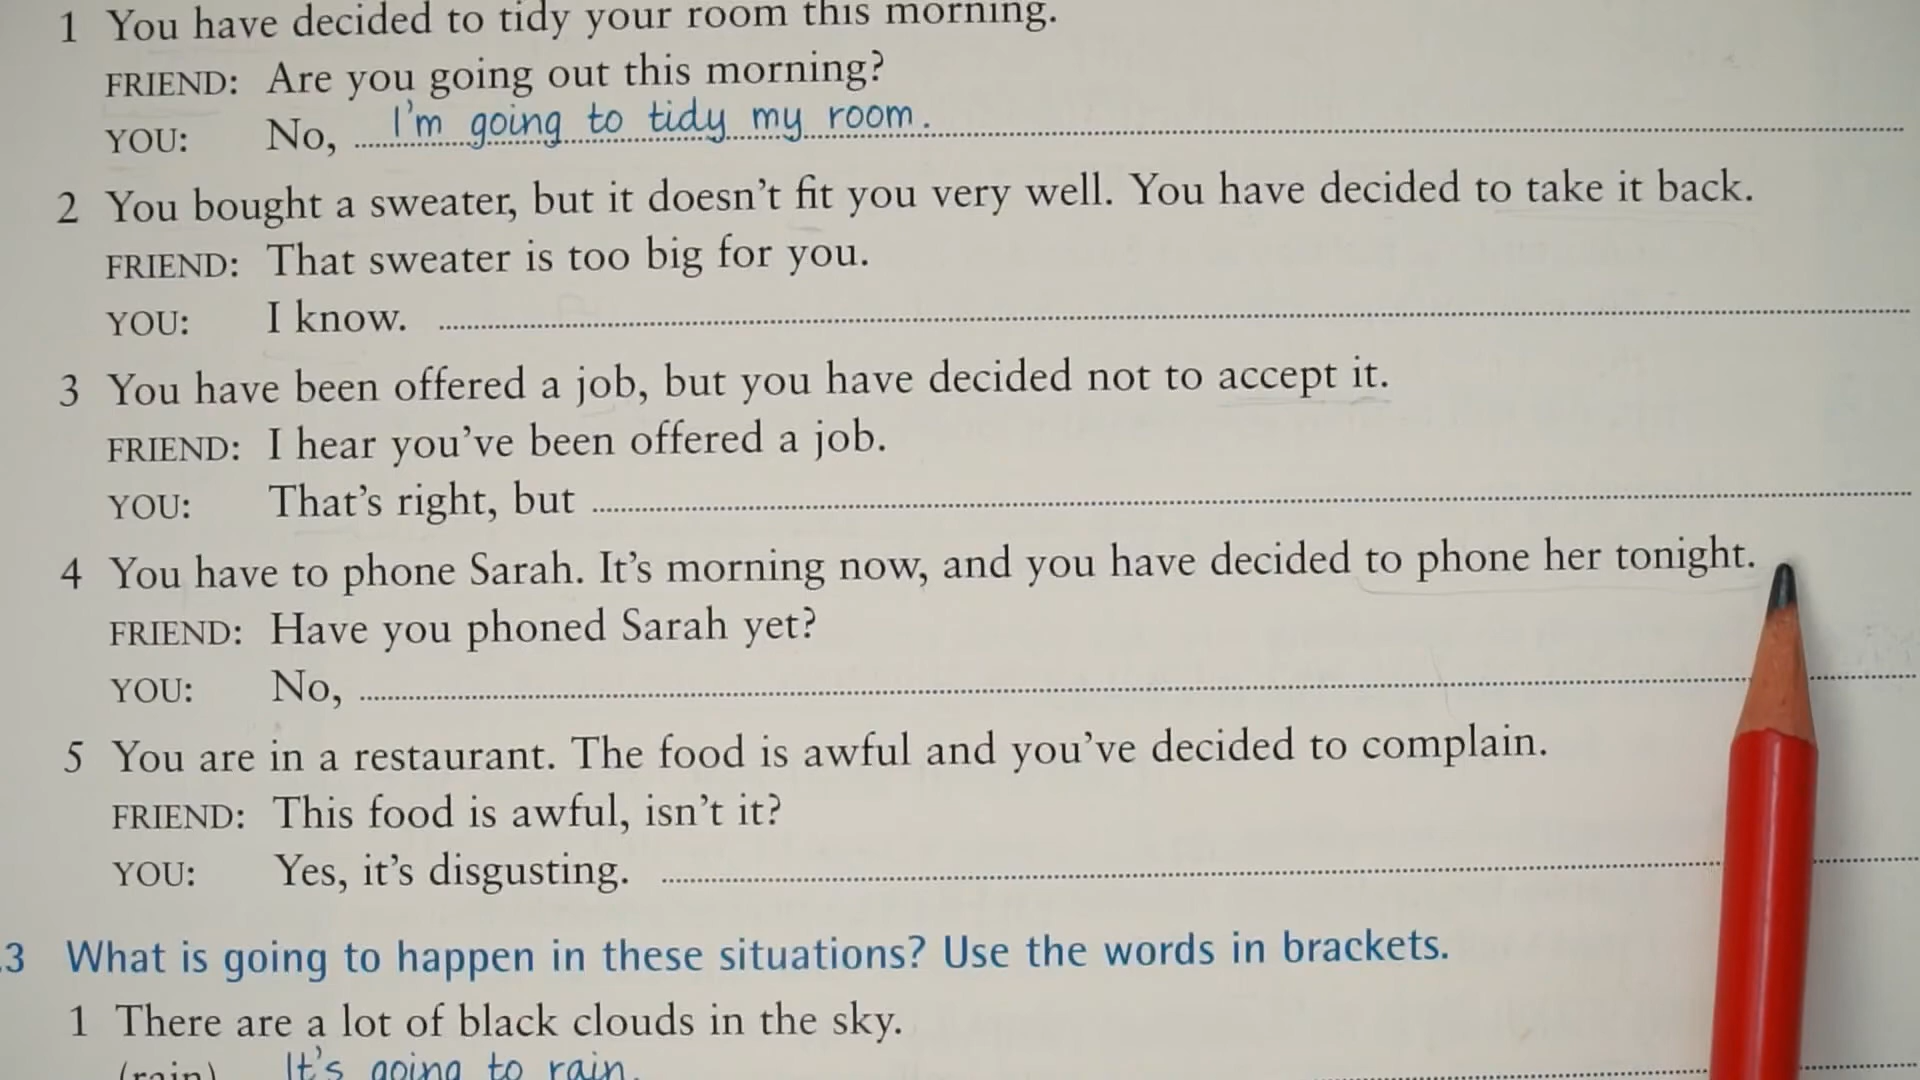 1 You have decided to tidy your room this morning.
FRIEND: Are you going out this morning?
YOU: No, I'm going to tidy my room.
2 You bought a sweater, but it doesn't fit you very well. You have decided to take it back.
FRIEND: That sweater is too big for you.
YOU: I know.
3 You have been offered a job, but you have decided not to accept it.
FRIEND: I hear you've been offered a job.
YOU: That's right, but
4 You have to phone Sarah. It's morning now, and you have decided to phone her tonight.
FRIEND: Have you phoned Sarah yet?
YOU: No,
5 You are in a restaurant. The food is awful and you've decided to complain.
FRIEND: This food is awful, isn't it?
YOU: Yes, it's disgusting.
.3 What is going to happen in these situations? Use the words in brackets.
1 There are a lot of black clouds in the sky.
(rain) It's going to rain.